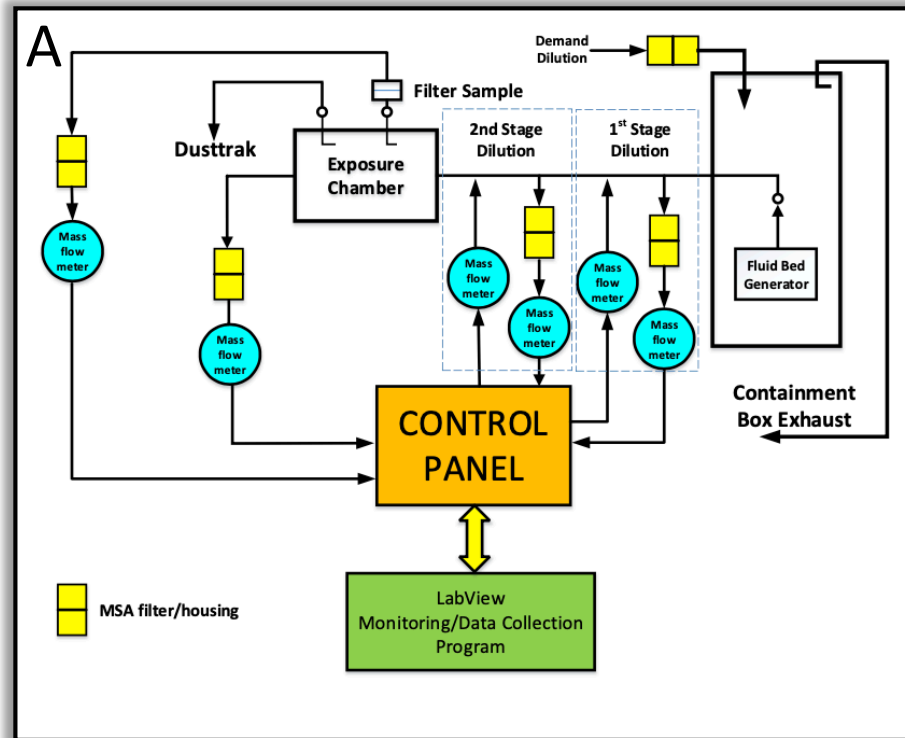 A
Demand
Dilution
Filter Sample
Dusttrak
2nd Stage
Dilution
1st Stage
Dilution
Exposure
Chamber
Mass
flow
meter
Mass
flow
meter
Mass
flow
meter
Mass
flow
meter
Mass
flow
meter
Mass
flow
meter
Fluid Bed
Generator
Containment
Box Exhaust
CONTROL
PANEL
LabView
Monitoring/Data Collection
Program
MSA filter/housing